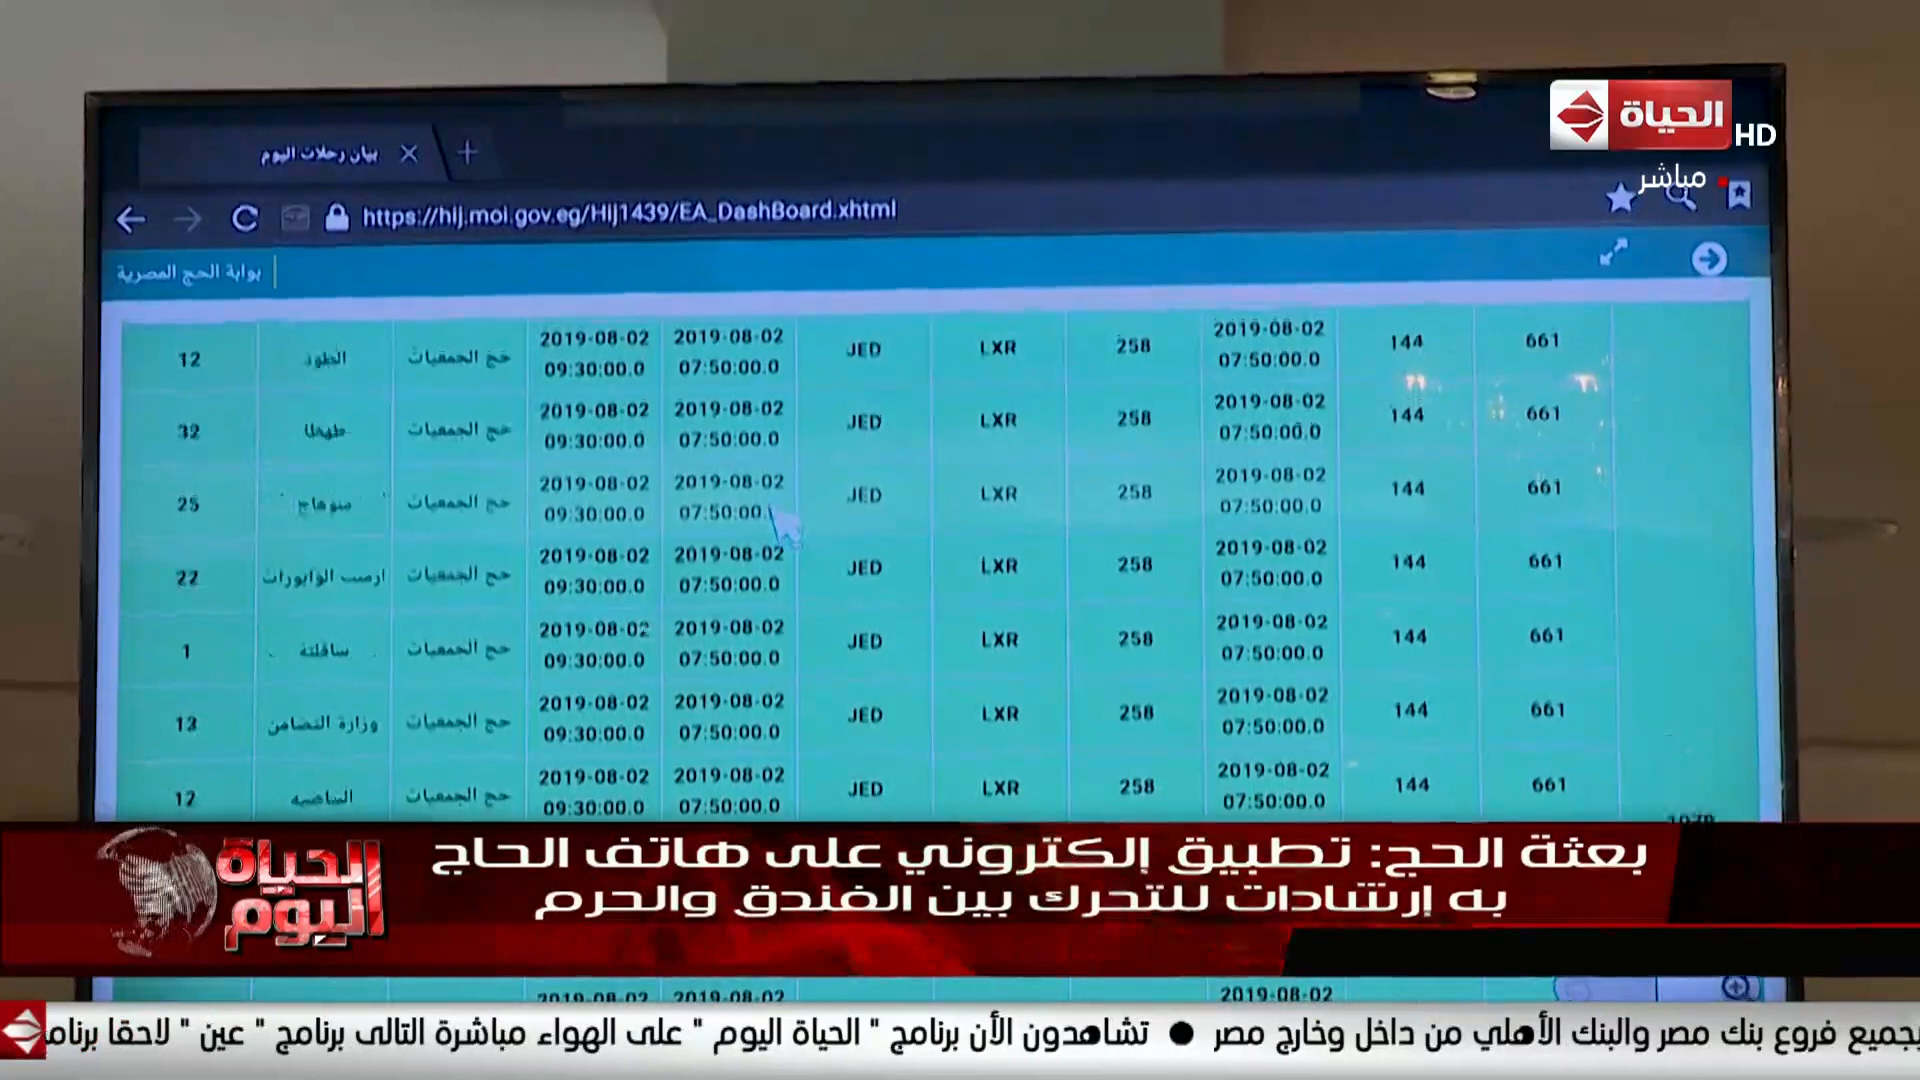 الحياة
HD
مباشر
بيان رحلات اليوم
https://hij.moi.gov.eg/Hij1439/EA_DashBoard.xhtml
بوابة الحج المصرية
661 144 2019-08-02 07:50:00.0 258 LXR JED 2019-08-02 07:50:00.0 2019-08-02 09:30:00.0 حج الجمعيات الطود 12
661 144 2019-08-02 07:50:00.0 258 LXR JED 2019-08-02 07:50:00.0 2019-08-02 09:30:00.0 حج الجمعيات طهطا 32
661 144 2019-08-02 07:50:00.0 258 LXR JED 2019-08-02 07:50:00. 2019-08-02 09:30:00.0 حج الجمعيات سوهاج 25
661 144 2019-08-02 07:50:00.0 258 LXR JED 2019-08-02 07:50:00.0 2019-08-02 09:30:00.0 حج الجمعيات ارمنت الوابورات 22
661 144 2019-08-02 07:50:00.0 258 LXR JED 2019-08-02 07:50:00.0 2019-08-02 09:30:00.0 حج الجمعيات ساقلتة 1
661 144 2019-08-02 07:50:00.0 258 LXR JED 2019-08-02 07:50:00.0 2019-08-02 09:30:00.0 حج الجمعيات وزارة التضامن 13
661 144 2019-08-02 07:50:00.0 258 LXR JED 2019-08-02 07:50:00.0 2019-08-02 09:30:00.0 حج الجمعيات 12
بعثة الحج: تطبيق إلكتروني على هاتف الحاج
به إرشادات للتحرك بين الفندق والحرم
الحياة
اليوم
2019-08-02 2019-08-02 2019-08-02
بجميع فروع بنك مصر والبنك الأهلي من داخل وخارج مصر ● تشاهدون الأن برنامج " الحياة اليوم " على الهواء مباشرة التالى برنامج " عين " لاحقا